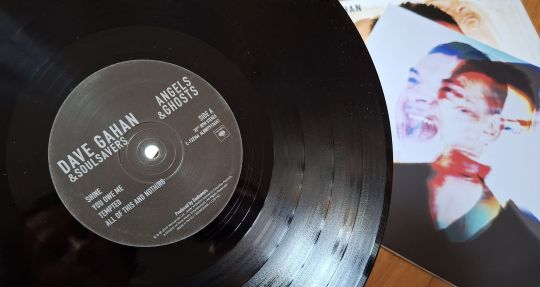 DAVE GAHAN
& SOULSAVERS
ANGELS
& GHOSTS
SIDE A
SHINE
YOU OWE ME
TEMPTED
ALL OF THIS AND NOTHING
Produced by Soulsavers